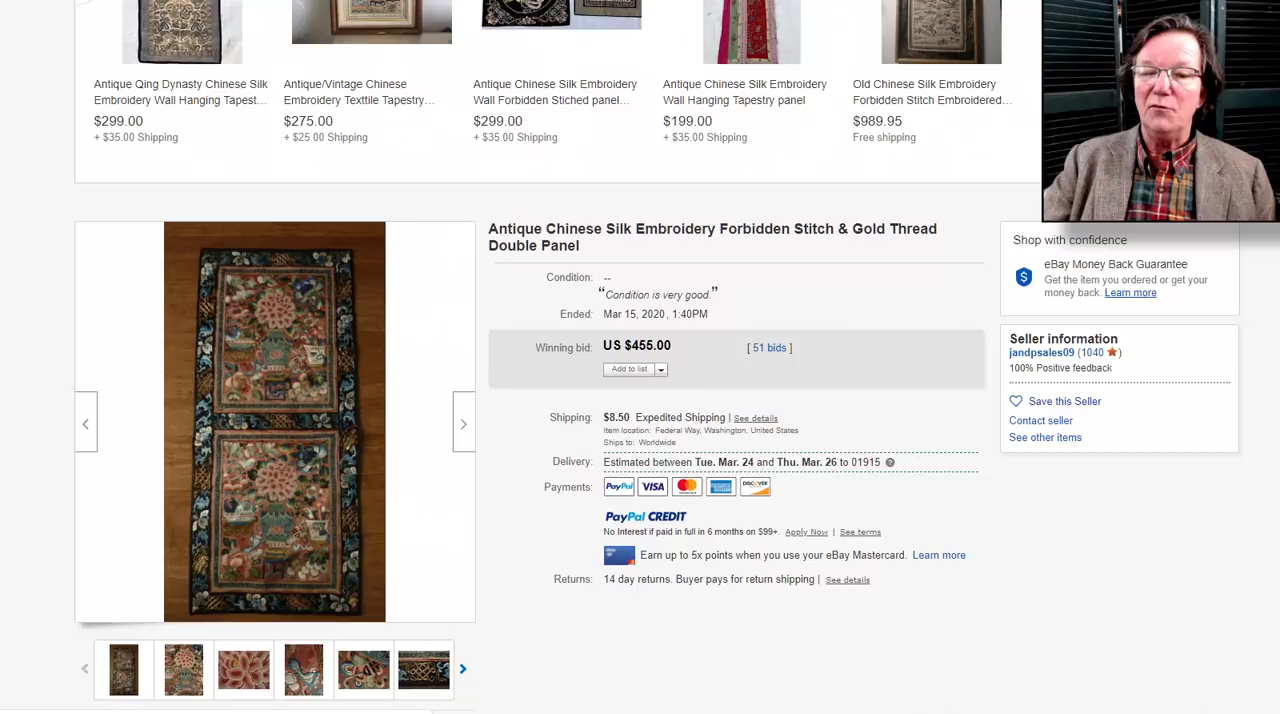 Antique Qing Dynasty Chinese Silk
Embroidery Wall Hanging Tapest...
$299.00
+ $35.00 Shipping
Antique/Vintage Chinese
Embroidery Texttile Tapestry...
$275.00
+ $25.00 Shipping
Antique Chinese Silk Embroidery
Wall Forbidden Stiched panel...
$299.00
+ $35.00 Shipping
Antique Chinese Silk Embroidery
Wall Hanging Tapestry panel
$199.00
+ $35.00 Shipping
Old Chinese Silk Embroidery
Forbidden Stitch Embroidered...
$989.95
Free shipping
Antique Chinese Silk Embroidery Forbidden Stitch & Gold Thread
Double Panel
Condition: --
“Condition is very good.”
Ended: Mar 15, 2020 , 1:40PM
Winning bid: US $455.00 [ 51 bids ]
Add to list
Shipping: $8.50 Expedited Shipping | See details
Item location: Federal Way, Washington, United States
Ships to: Worldwide
Delivery: Estimated between Tue. Mar. 24 and Thu. Mar. 26 to 01915
Payments: PayPal VISA MasterCard AMERICAN EXPRESS DISCOVER
PayPal CREDIT
No Interest if paid in full in 6 months on $99+. Apply Now | See terms
Earn up to 5x points when you use your eBay Mastercard. Learn more
Returns: 14 day returns. Buyer pays for return shipping | See details
Shop with confidence
eBay Money Back Guarantee
Get the item you ordered or get your
money back. Learn more
Seller information
jandpsales09 (1040 ★)
100% Positive feedback
Save this Seller
Contact seller
See other items